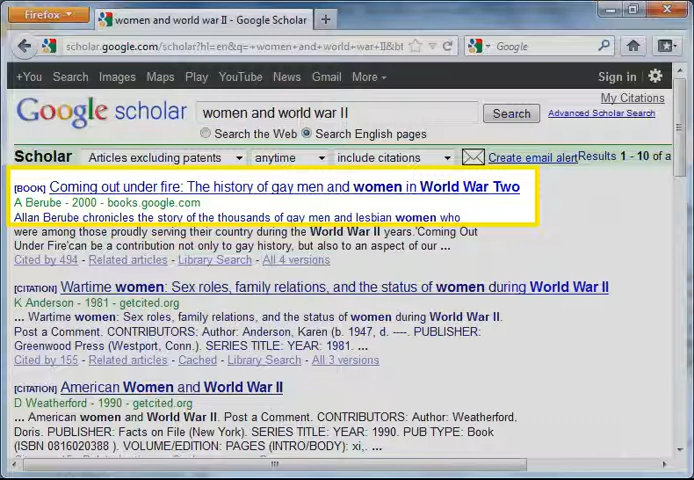 Firefox
women and world war II - Google Scholar
scholar.google.com/scholar?hl=en&q=+women+and+world+war+II&bt
Google
+You Search Images Maps Play YouTube News Gmail More Sign in
My Citations
Google scholar women and world war II Search Advanced Scholar Search
Search the Web Search English pages
Scholar Articles excluding patents anytime include citations Create email alert Results 1 - 10 of a
[BOOK] Coming out under fire: The history of gay men and women in World War Two
A Berube - 2000 - books.google.com
Allan Berube chronicles the story of the thousands of gay men and lesbian women who
were among those proudly serving their country during the World War II years.'Coming Out
Under Fire'can be a contribution not only to gay history, but also to an aspect of our ...
Cited by 494 - Related articles - Library Search - All 4 versions
[CITATION] Wartime women: Sex roles, family relations, and the status of women during World War II
K Anderson - 1981 - getcited.org
... Wartime women: Sex roles, family relations, and the status of women during World War II.
Post a Comment. CONTRIBUTORS: Author: Anderson, Karen (b. 1947, d. ----. PUBLISHER:
Greenwood Press (Westport, Conn.). SERIES TITLE: YEAR: 1981. ...
Cited by 155 - Related articles - Cached - Library Search - All 3 versions
[CITATION] American Women and World War II
D Weatherford - 1990 - getcited.org
... American women and World War II. Post a Comment. CONTRIBUTORS: Author: Weatherford,
Doris. PUBLISHER: Facts on File (New York). SERIES TITLE: YEAR: 1990. PUB TYPE: Book
(ISBN 0816020388 ). VOLUME/EDITION: PAGES (INTRO/BODY): xi,. ...